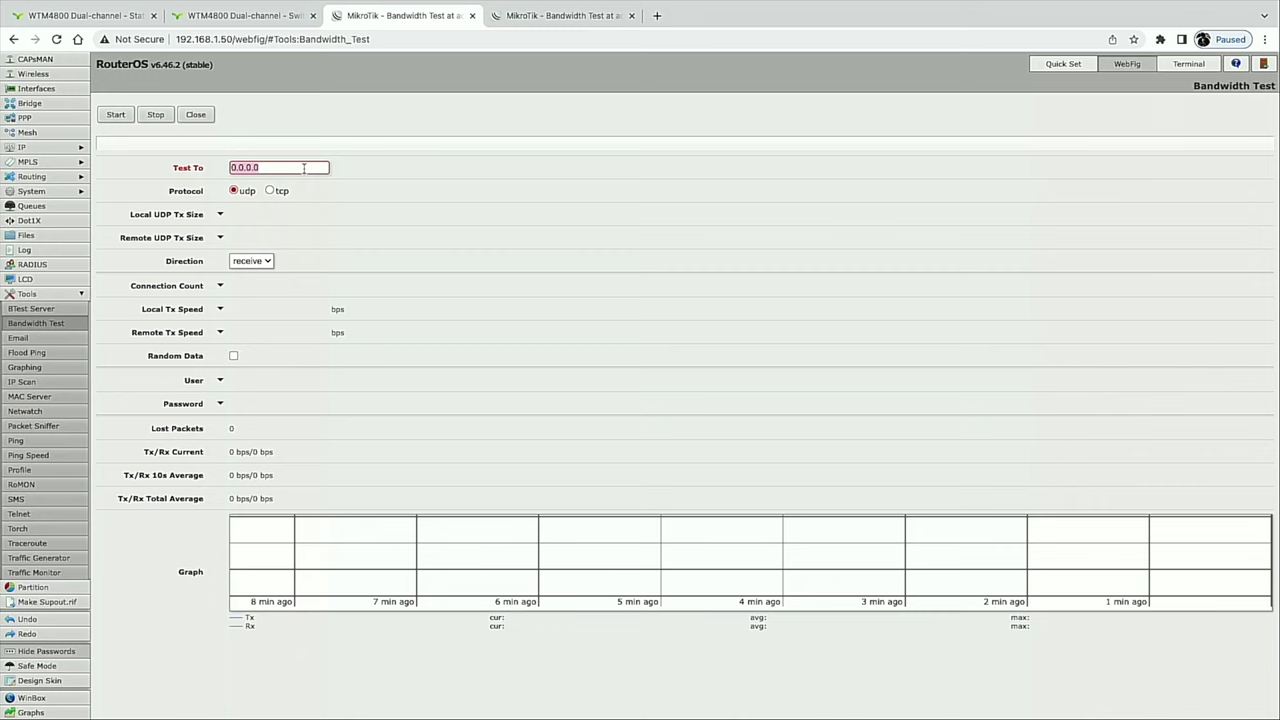 WTM4800 Dual-channel - Sta
WTM4800 Dual-channel - Swi
MikroTik - Bandwidth Test at a
MikroTik - Bandwidth Test at a
Not Secure
192.168.1.50/webfig/#Tools:Bandwidth_Test
Paused
RouterOS v6.46.2 (stable)
Quick Set
WebFig
Terminal
Bandwidth Test
CAPsMAN
Wireless
Interfaces
Bridge
PPP
Mesh
IP
MPLS
Routing
System
Queues
Dot1X
Files
Log
RADIUS
LCD
Tools
BTest Server
Bandwidth Test
Email
Flood Ping
Graphing
IP Scan
MAC Server
Netwatch
Packet Sniffer
Ping
Ping Speed
Profile
RoMON
SMS
Telnet
Torch
Traceroute
Traffic Generator
Traffic Monitor
Partition
Make Supout.rif
Undo
Redo
Hide Passwords
Safe Mode
Design Skin
WinBox
Graphs
Start
Stop
Close
Test To 0.0.0.0
Protocol udp tcp
Local UDP Tx Size
Remote UDP Tx Size
Direction receive
Connection Count
Local Tx Speed bps
Remote Tx Speed bps
Random Data
User
Password
Lost Packets 0
Tx/Rx Current 0 bps/0 bps
Tx/Rx 10s Average 0 bps/0 bps
Tx/Rx Total Average 0 bps/0 bps
Graph
8 min ago 7 min ago 6 min ago 5 min ago 4 min ago 3 min ago 2 min ago 1 min ago
Tx cur: avg: max:
Rx cur: avg: max: